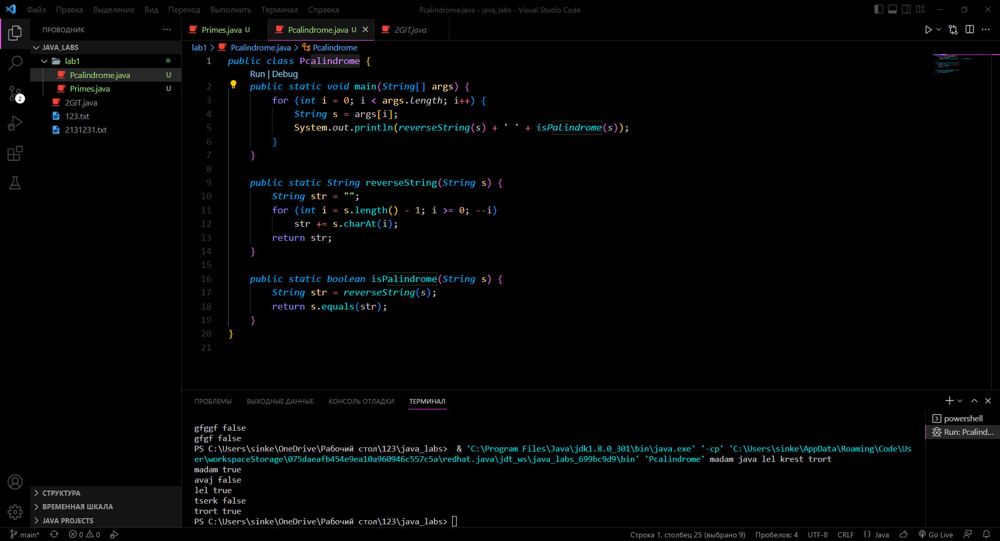 Файл Правка Выделение Вид Переход Выполнить Терминал Справка
Pcalindrome.java - java_labs - Visual Studio Code
ПРОВОДНИК
JAVA_LABS
lab1
Pcalindrome.java U
Primes.java U
2GIT.java
123.txt
2131231.txt
2
СТРУКТУРА
ВРЕМЕННАЯ ШКАЛА
JAVA PROJECTS
Primes.java U
Pcalindrome.java U
2GIT.java
lab1 > Pcalindrome.java > Pcalindrome
1 public class Pcalindrome {
Run | Debug
2 public static void main(String[] args) {
3 for (int i = 0; i < args.length; i++) {
4 String s = args[i];
5 System.out.println(reverseString(s) + ' ' + isPalindrome(s));
6 }
7 }
8
9 public static String reverseString(String s) {
10 String str = "";
11 for (int i = s.length() - 1; i >= 0; --i)
12 str += s.charAt(i);
13 return str;
14 }
15
16 public static boolean isPalindrome(String s) {
17 String str = reverseString(s);
18 return s.equals(str);
19 }
20 }
21
ПРОБЛЕМЫ ВЫХОДНЫЕ ДАННЫЕ КОНСОЛЬ ОТЛАДКИ ТЕРМИНАЛ
gfggf false
gfgf false
PS C:\Users\sinke\OneDrive\Рабочий стол\123\java_labs>  & 'C:\Program Files\Java\jdk1.8.0_301\bin\java.exe' '-cp' 'C:\Users\sinke\AppData\Roaming\Code\Us
er\workspaceStorage\075daeafb454e9ea10a960946c557c5a\redhat.java\jdt_ws\java_labs_699bc9d9\bin' 'Pcalindrome' madam java lel krest trort
madam true
avaj false
lel true
tserk false
trort true
PS C:\Users\sinke\OneDrive\Рабочий стол\123\java_labs>
powershell
Run: Pcalind...
main* 0 0
Строка 1, столбец 25 (выбрано 9) Пробелов: 4 UTF-8 CRLF {} Java Go Live